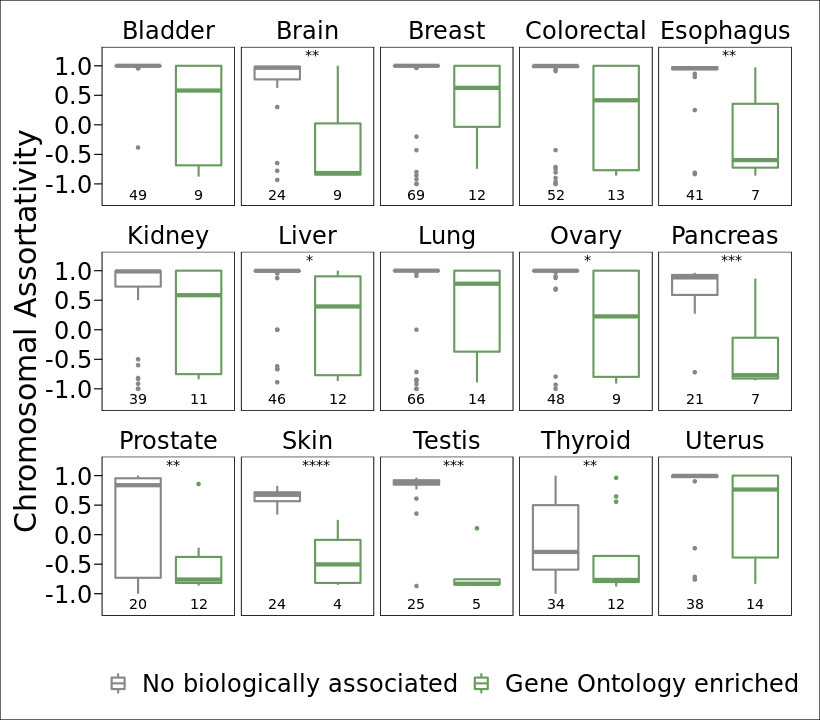 Bladder Brain Breast Colorectal Esophagus
** **
1.0
0.5
0.0
-0.5
-1.0
49 9 24 9 69 12 52 13 41 7
Kidney Liver Lung Ovary Pancreas
* * ***
1.0
0.5
0.0
-0.5
-1.0
39 11 46 12 66 14 48 9 21 7
Prostate Skin Testis Thyroid Uterus
** **** *** **
1.0
0.5
0.0
-0.5
-1.0
20 12 24 4 25 5 34 12 38 14
Chromosomal Assortativity
No biologically associated Gene Ontology enriched